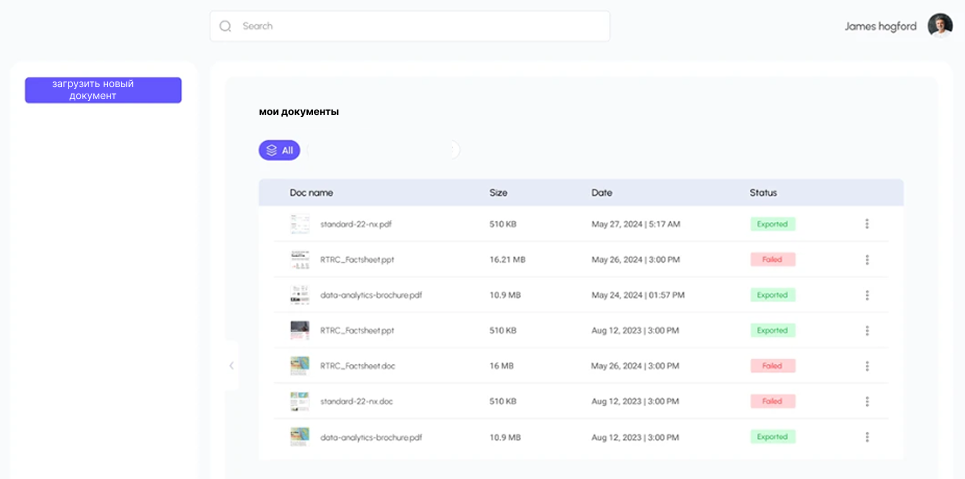 Search
James hogford
загрузить новый
документ
мои документы
All
Doc name Size Date Status
standard-22-nx.pdf 510 KB May 27, 2024 | 5:17 AM Exported
RTRC_Factsheet.ppt 16.21 MB May 26, 2024 | 3:00 PM Failed
data-analytics-brochure.pdf 10.9 MB May 24, 2024 | 01:57 PM Exported
RTRC_Factsheet.ppt 510 KB Aug 12, 2023 | 3:00 PM Exported
RTRC_Factsheet.doc 16 MB May 26, 2024 | 3:00 PM Failed
standard-22-nx.doc 510 KB Aug 12, 2023 | 3:00 PM Failed
data-analytics-brochure.pdf 10.9 MB Aug 12, 2023 | 3:00 PM Exported